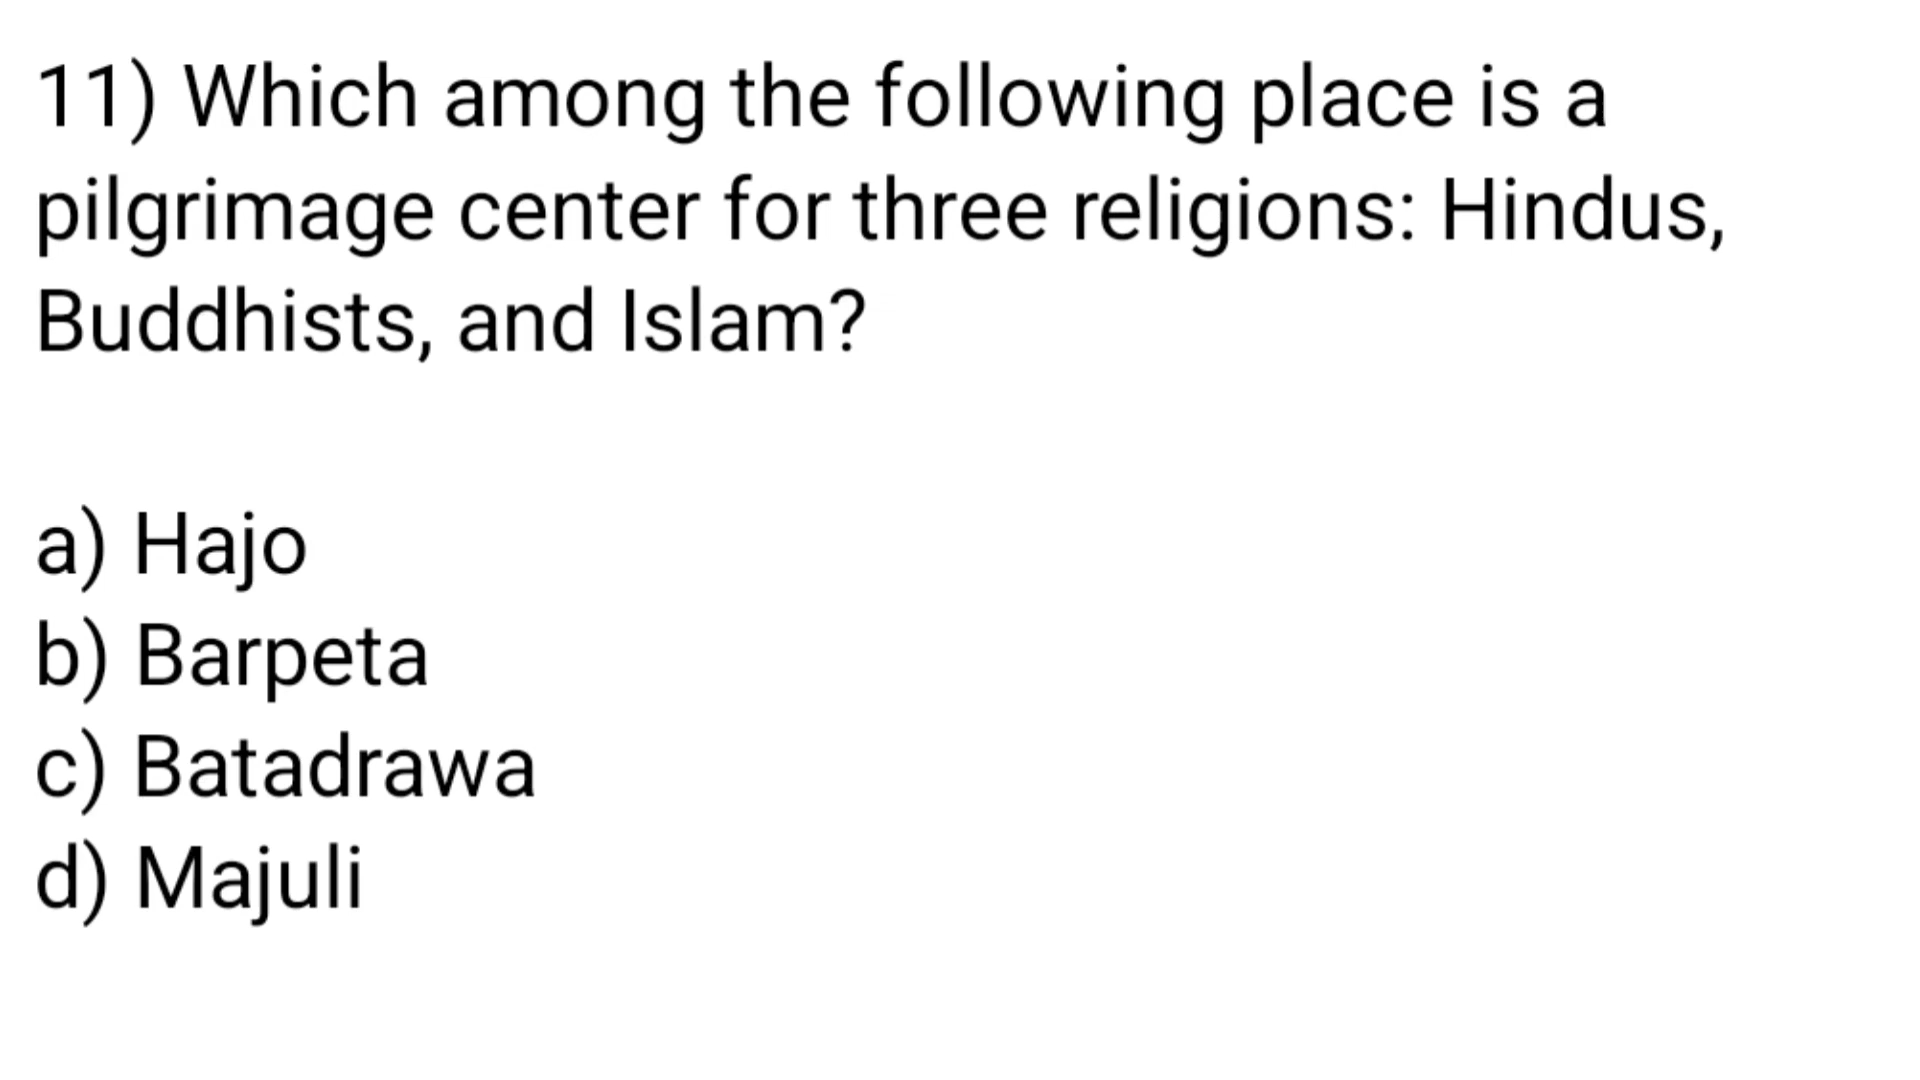 11) Which among the following place is a
pilgrimage center for three religions: Hindus,
Buddhists, and Islam?
a) Hajo
b) Barpeta
c) Batadrawa
d) Majuli